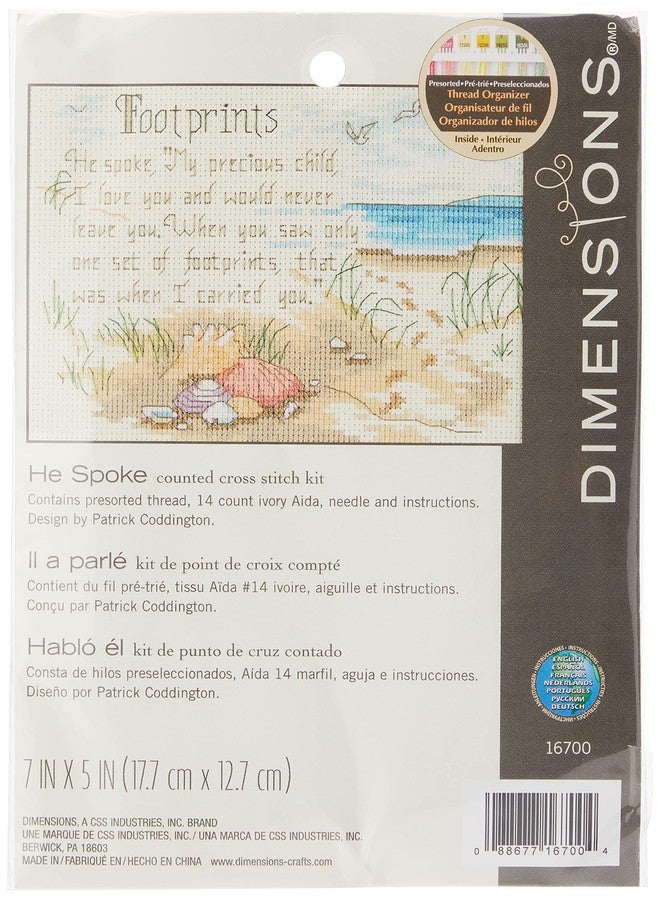 Presorted • Pré-trié • Preseleccionados
Thread Organizer
Organisateur de fil
Organizador de hilos
Inside • Intérieur
Adentro
DIMENSIONS®/MD
Footprints
He spoke, "My precious child,
I love you and would never
leave you. When you saw only
one set of footprints, that
was when I carried you."
He Spoke counted cross stitch kit
Contains presorted thread, 14 count ivory Aida, needle and instructions.
Design by Patrick Coddington.
Il a parlé kit de point de croix compté
Contient du fil pré-trié, tissu Aïda #14 ivoire, aiguille et instructions.
Conçu par Patrick Coddington.
Habló él kit de punto de cruz contado
Consta de hilos preseleccionados, Aída 14 marfil, aguja e instrucciones.
Diseño por Patrick Coddington.
ENGLISH
ESPAÑOL
FRANÇAIS
NEDERLANDS
PORTUGUÊS
РУССКИЙ
DEUTSCH
16700
7 IN X 5 IN (17.7 cm x 12.7 cm)
DIMENSIONS, A CSS INDUSTRIES, INC. BRAND
UNE MARQUE DE CSS INDUSTRIES, INC./ UNA MARCA DE CSS INDUSTRIES, INC.
BERWICK, PA 18603
MADE IN/FABRIQUÉ EN/HECHO EN CHINA www.dimensions-crafts.com
0 88677 16700 4